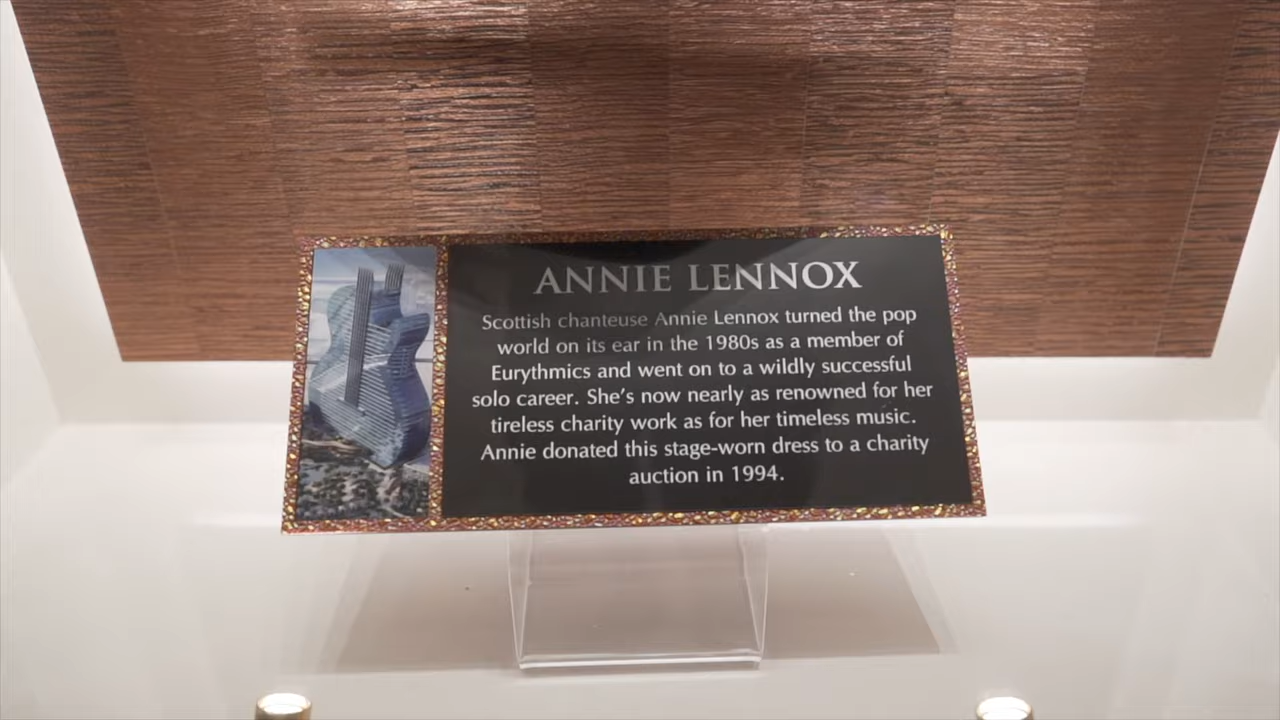 ANNIE LENNOX
Scottish chanteuse Annie Lennox turned the pop
world on its ear in the 1980s as a member of
Eurythmics and went on to a wildly successful
solo career. She's now nearly as renowned for her
tireless charity work as for her timeless music.
Annie donated this stage-worn dress to a charity
auction in 1994.